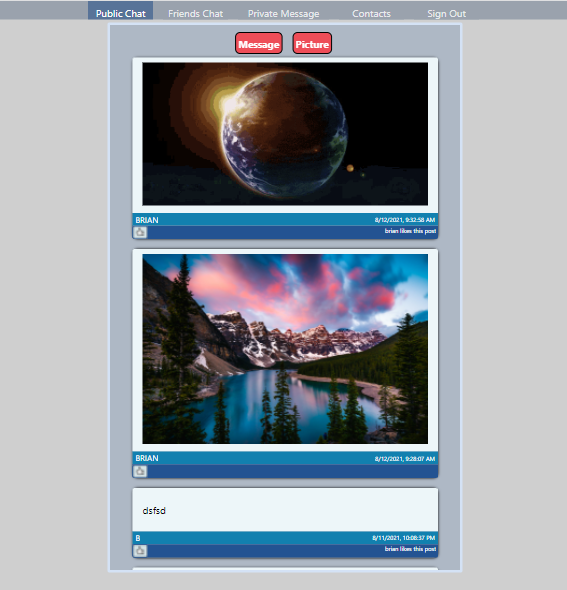 Public Chat Friends Chat Private Message Contacts Sign Out
Message Picture
BRIAN 8/12/2021, 9:32:58 AM
brian likes this post
BRIAN 8/12/2021, 9:28:07 AM
dsfsd
B 8/11/2021, 10:08:37 PM
brian likes this post